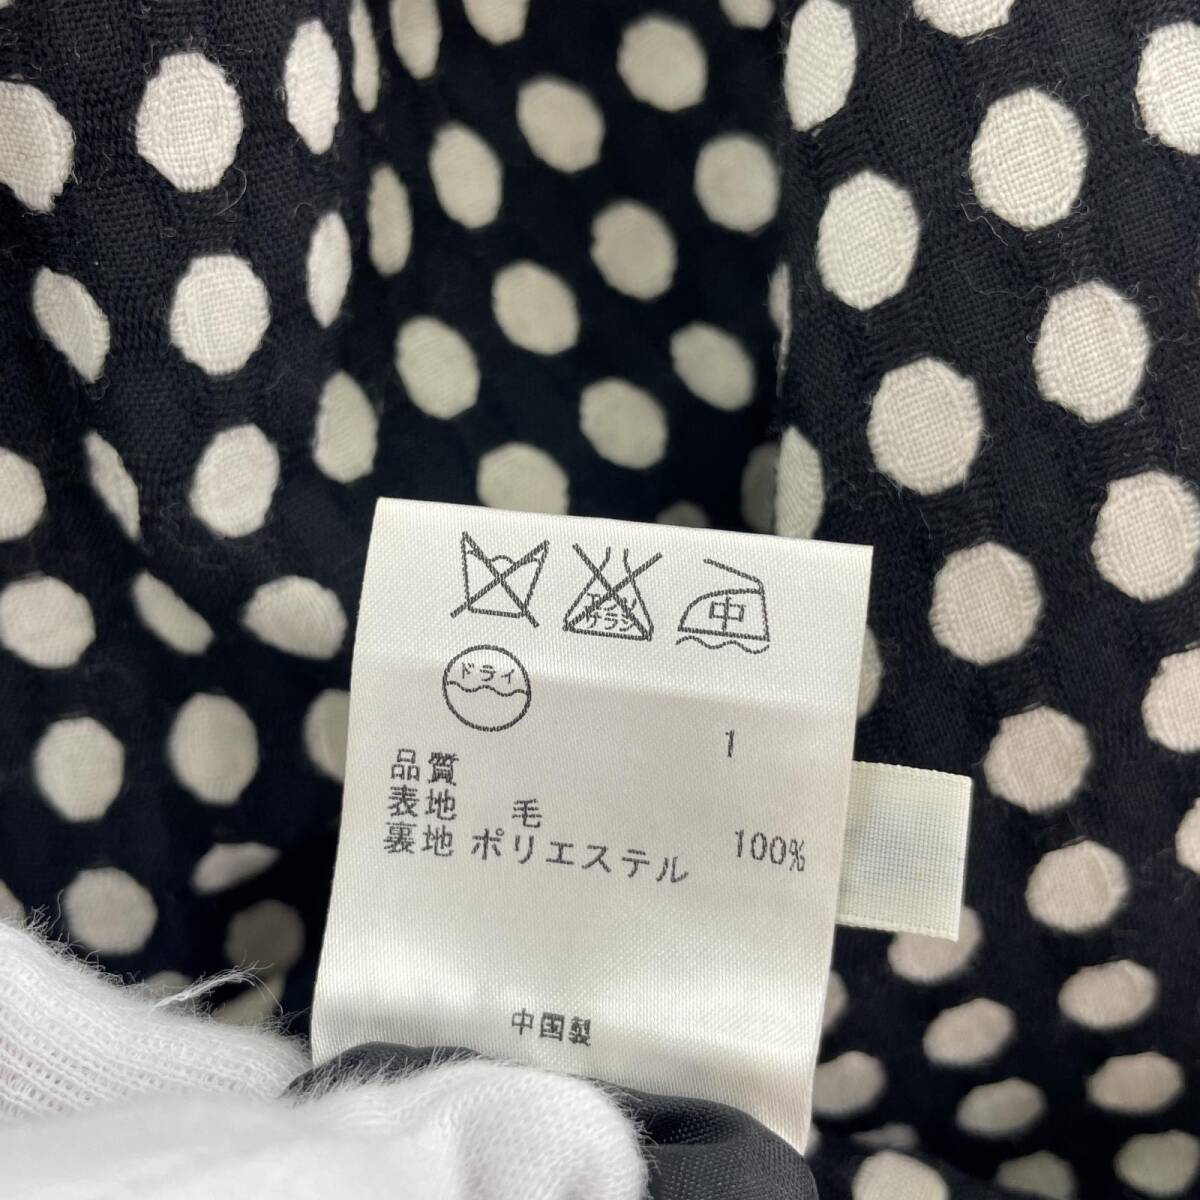 エンソ
サラシ
中
ドライ
1
品質
表地 毛 100%
裏地 ポリエステル
中国製